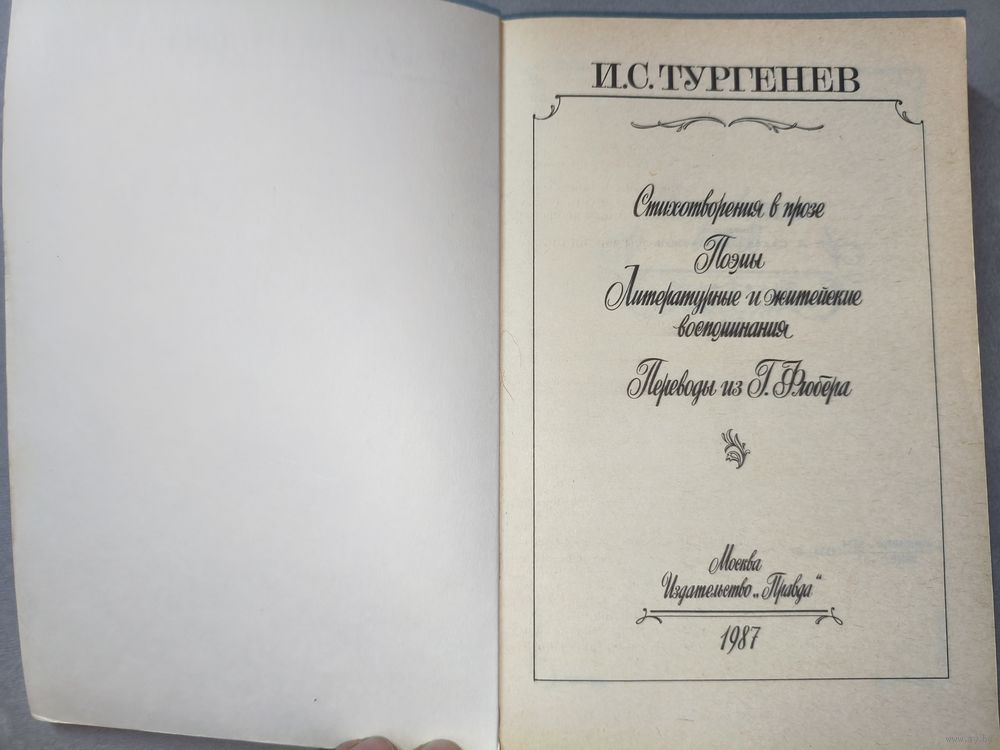 И.С. ТУРГЕНЕВ
Стихотворения в прозе
Поэмы
Литературные и житейские
воспоминания
Переводы из Г. Флобера
Москва
Издательство „Правда“
1987